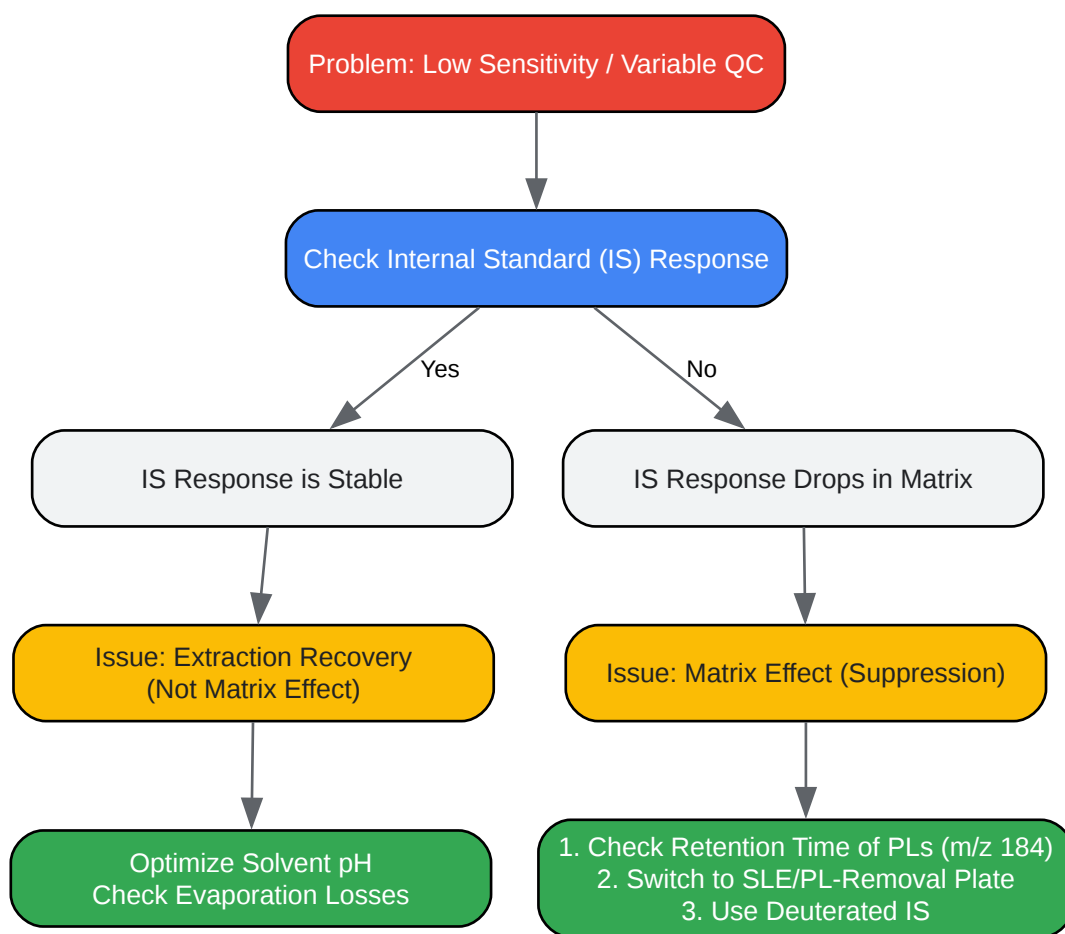 Problem: Low Sensitivity / Variable QC
Check Internal Standard (IS) Response
Yes
No
IS Response is Stable
IS Response Drops in Matrix
Issue: Extraction Recovery
(Not Matrix Effect)
Issue: Matrix Effect (Suppression)
Optimize Solvent pH
Check Evaporation Losses
1. Check Retention Time of PLs (m/z 184)
2. Switch to SLE/PL-Removal Plate
3. Use Deuterated IS